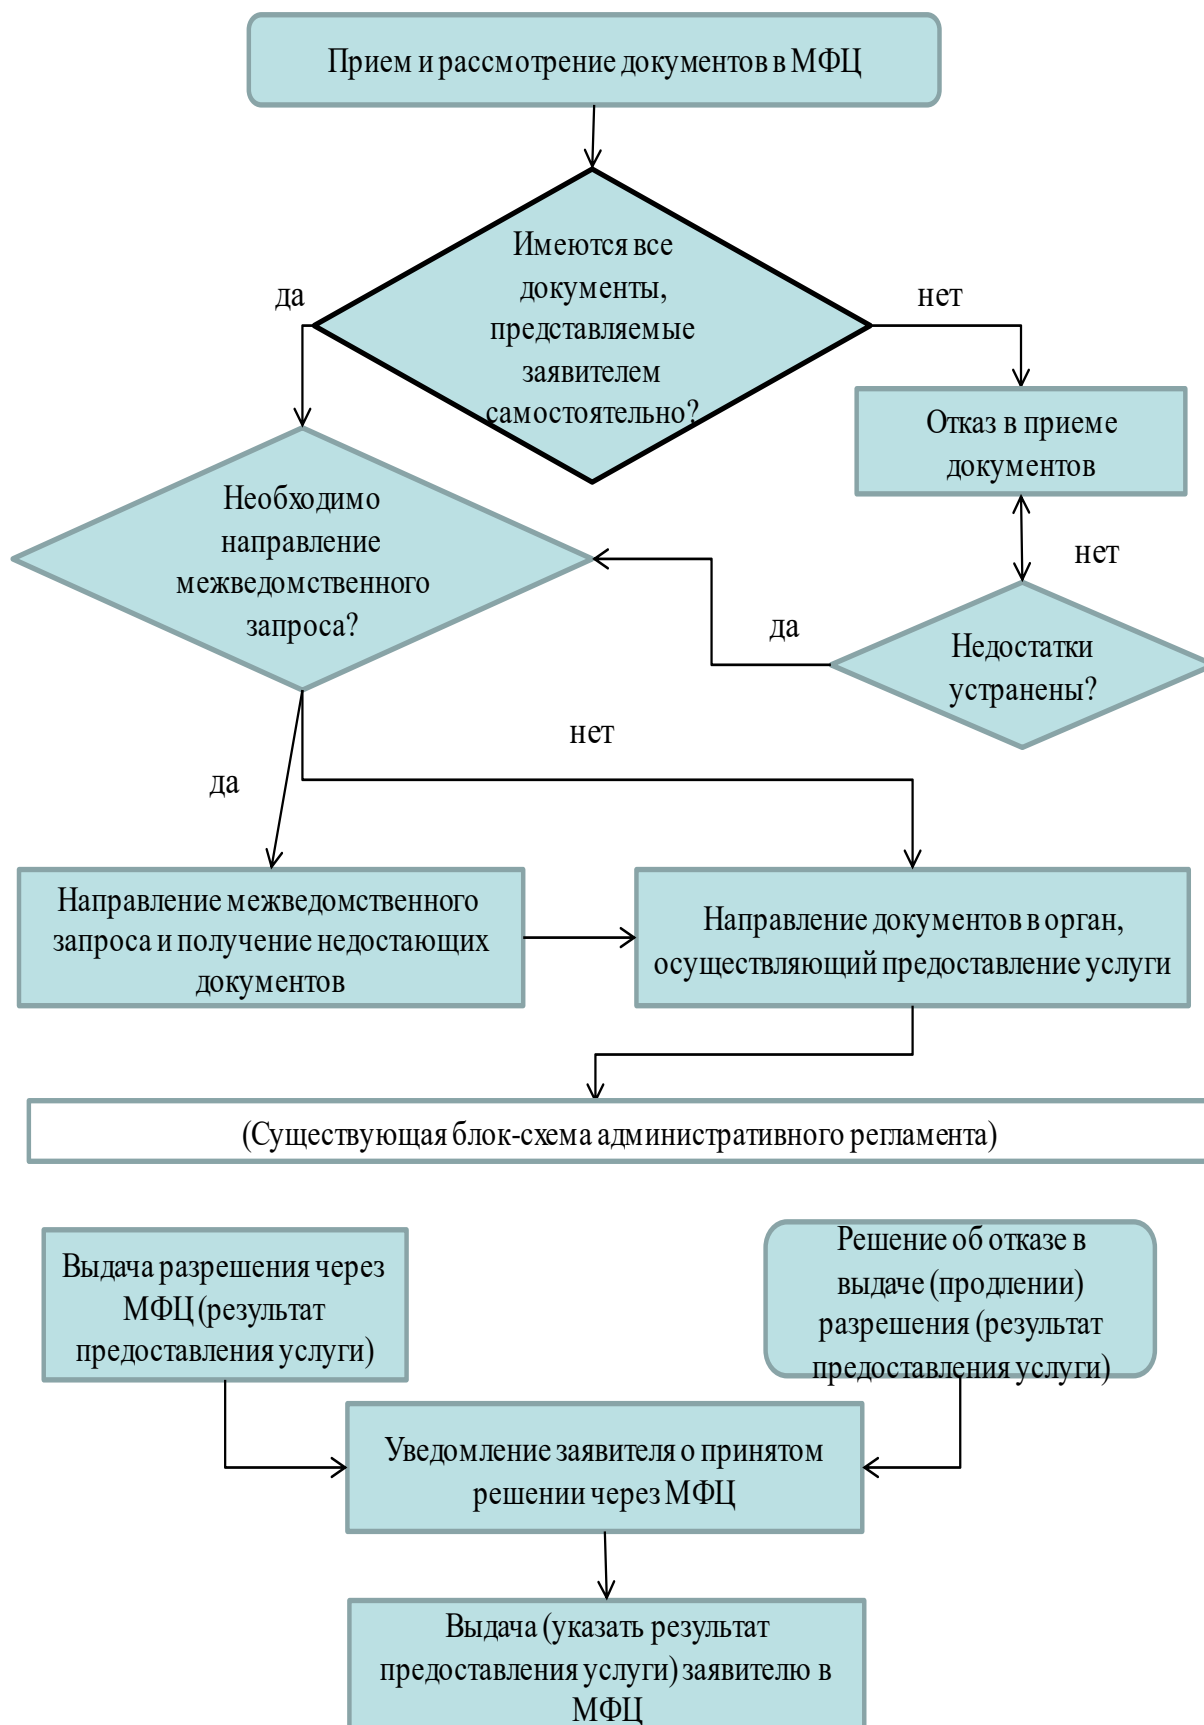 Прием и рассмотрение документов в МФЦ
Имеются все
документы,
представляемые
заявителем
самостоятельно?
да
нет
Отказ в приеме
документов
Необходимо
направление
межведомственного
запроса?
нет
да
Недостатки
устранены?
нет
да
Направление межведомственного
запроса и получение недостающих
документов
Направление документов в орган,
осуществляющий предоставление услуги
(Существующая блок-схема административного регламента)
Выдача разрешения через
МФЦ (результат
предоставления услуги)
Решение об отказе в
выдаче (продлении)
разрешения (результат
предоставления услуги)
Уведомление заявителя о принятом
решении через МФЦ
Выдача (указать результат
предоставления услуги) заявителю в
МФЦ